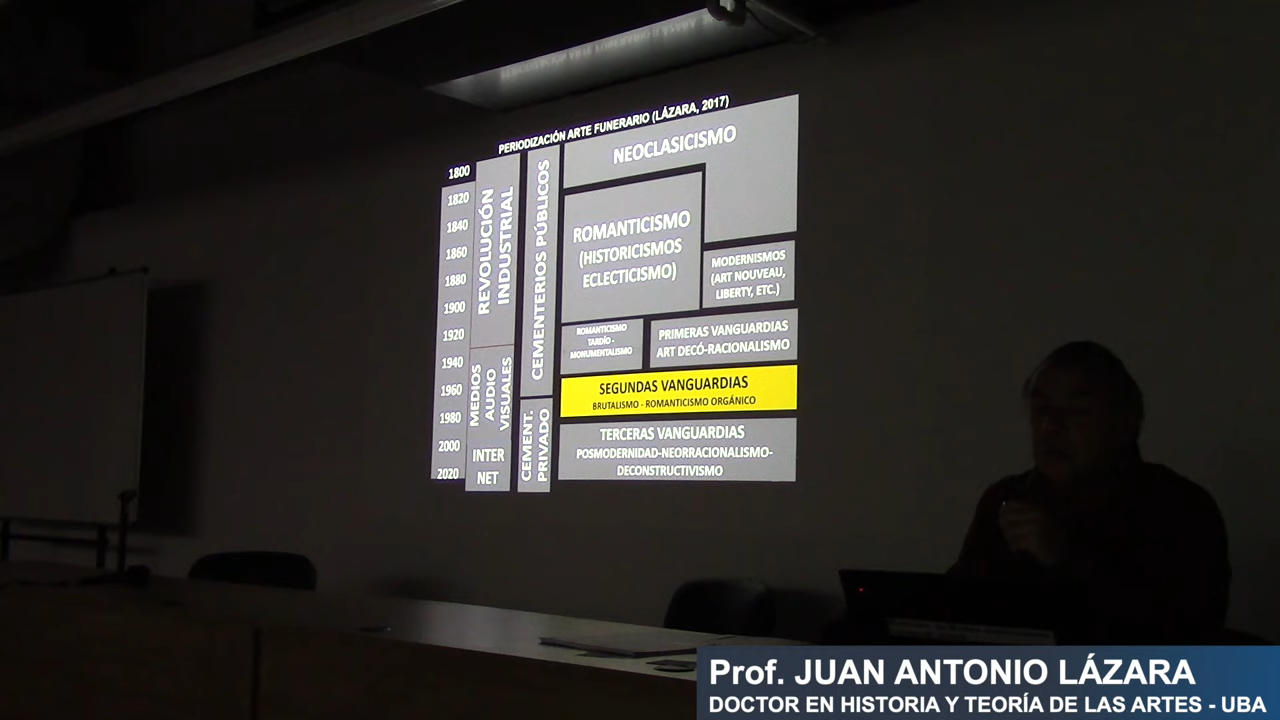 PERIODIZACIÓN ARTE FUNERARIO (LÁZARA, 2017)
1800
1820
1840
1860
1880
1900
1920
1940
1960
1980
2000
2020
REVOLUCIÓN
INDUSTRIAL
MEDIOS
AUDIO
VISUALES
INTER
NET
CEMENTERIOS PÚBLICOS
CEMENT.
PRIVADO
NEOCLASICISMO
ROMANTICISMO
(HISTORICISMOS
ECLECTICISMO)
MODERNISMOS
(ART NOUVEAU,
LIBERTY, ETC.)
ROMANTICISMO
TARDÍO -
MONUMENTALISMO
PRIMERAS VANGUARDIAS
ART DECÓ-RACIONALISMO
SEGUNDAS VANGUARDIAS
BRUTALISMO - ROMANTICISMO ORGÁNICO
TERCERAS VANGUARDIAS
POSMODERNIDAD-NEORRACIONALISMO-
DECONSTRUCTIVISMO
Prof. JUAN ANTONIO LÁZARA
DOCTOR EN HISTORIA Y TEORÍA DE LAS ARTES - UBA